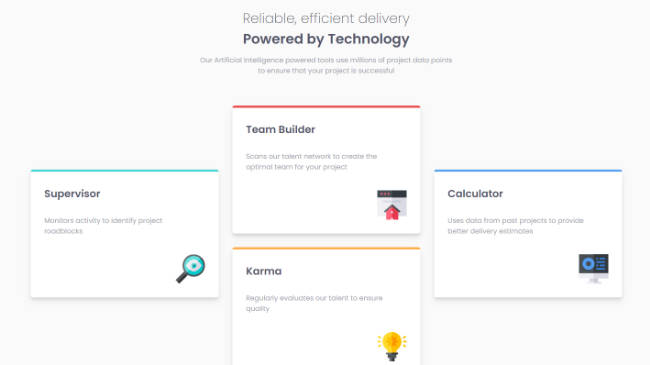 Reliable, efficient delivery
Powered by Technology
Our Artificial Intelligence powered tools use millions of project data points
to ensure that your project is successful
Supervisor
Monitors activity to identify project
roadblocks
Team Builder
Scans our talent network to create the
optimal team for your project
Karma
Regularly evaluates our talent to ensure
quality
Calculator
Uses data from past projects to provide
better delivery estimates